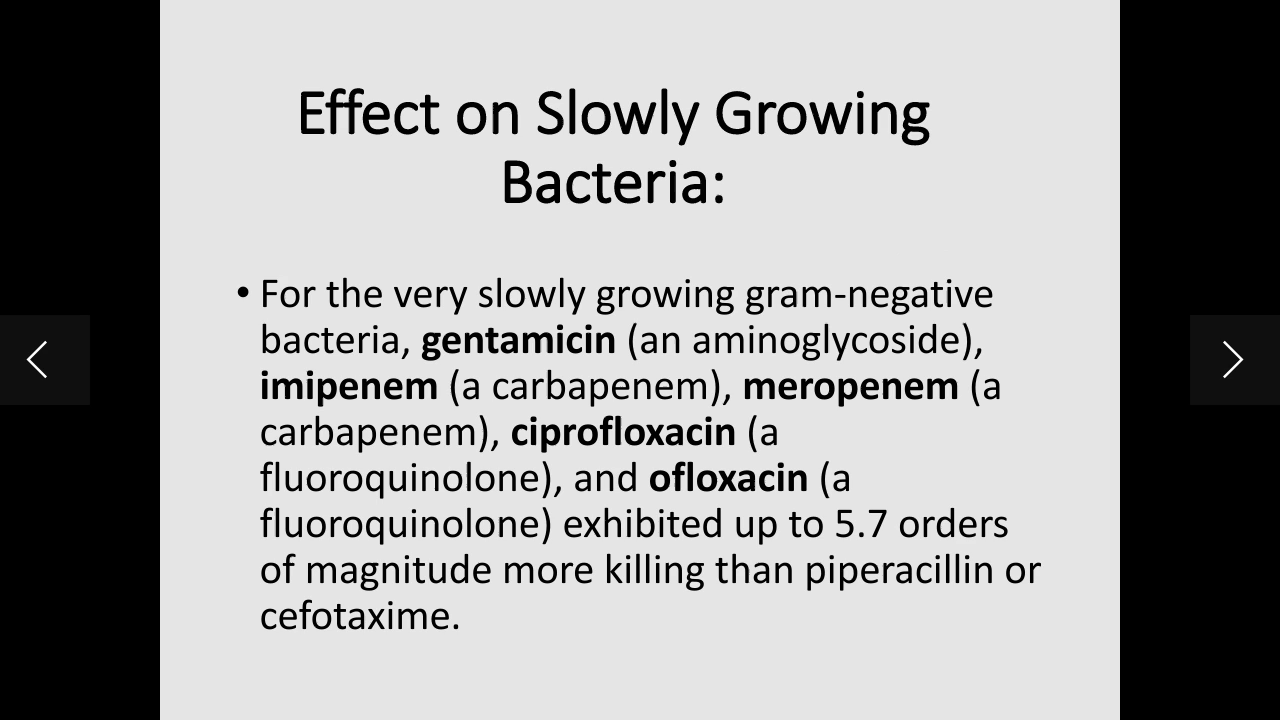 Effect on Slowly Growing
Bacteria:
• For the very slowly growing gram-negative
bacteria, gentamicin (an aminoglycoside),
imipenem (a carbapenem), meropenem (a
carbapenem), ciprofloxacin (a
fluoroquinolone), and ofloxacin (a
fluoroquinolone) exhibited up to 5.7 orders
of magnitude more killing than piperacillin or
cefotaxime.